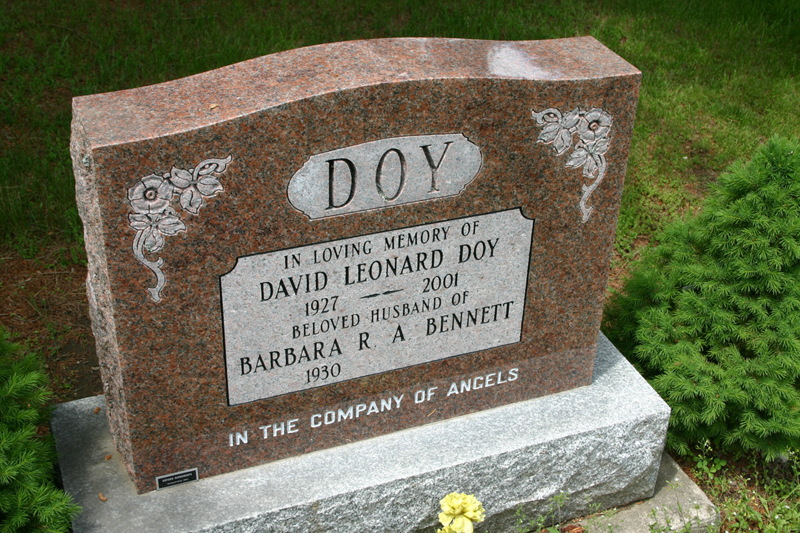 DOY
IN LOVING MEMORY OF
DAVID LEONARD DOY
1927 — 2001
BELOVED HUSBAND OF
BARBARA R. A. BENNETT
1930
IN THE COMPANY OF ANGELS